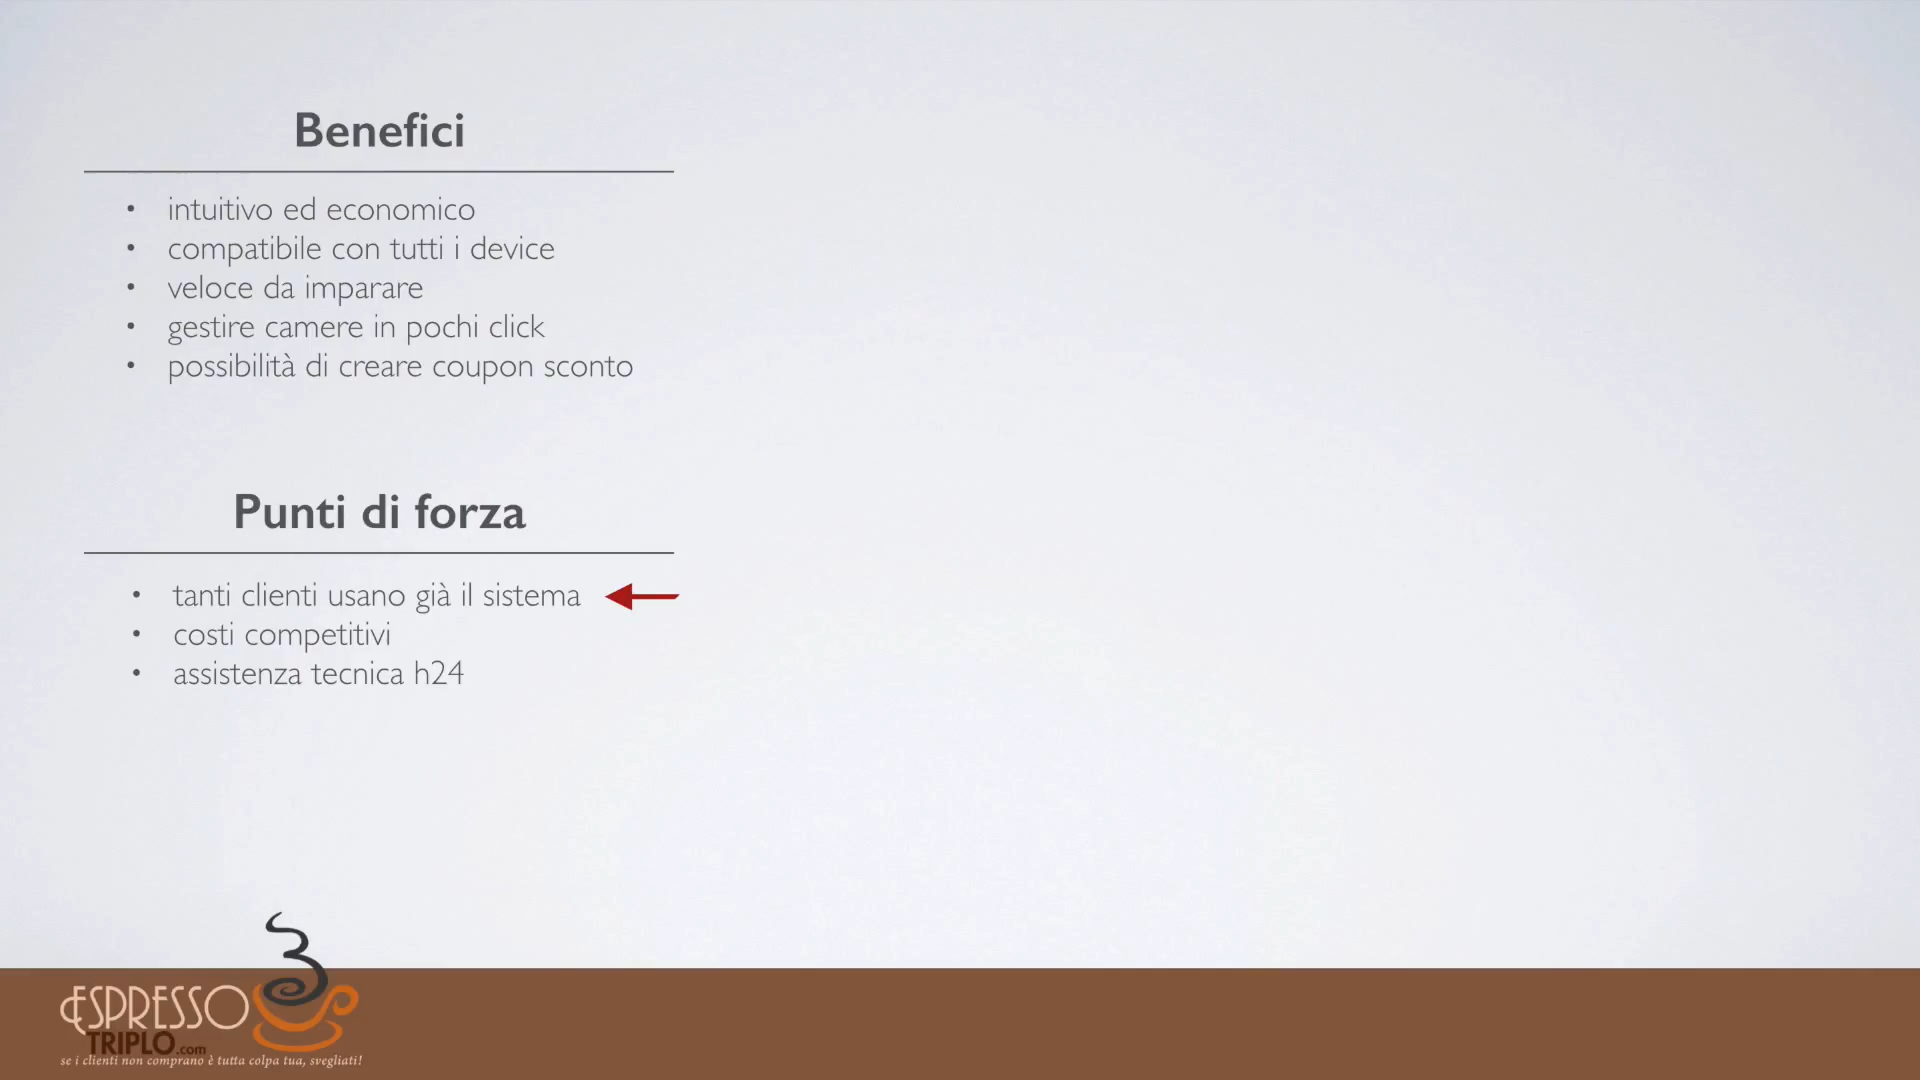 Benefici
• intuitivo ed economico
• compatibile con tutti i device
• veloce da imparare
• gestire camere in pochi click
• possibilità di creare coupon sconto
Punti di forza
• tanti clienti usano già il sistema
• costi competitivi
• assistenza tecnica h24
3
ESPRESSO
TRIPLO.com
se i clienti non comprano è tutta colpa tua, svegliati!